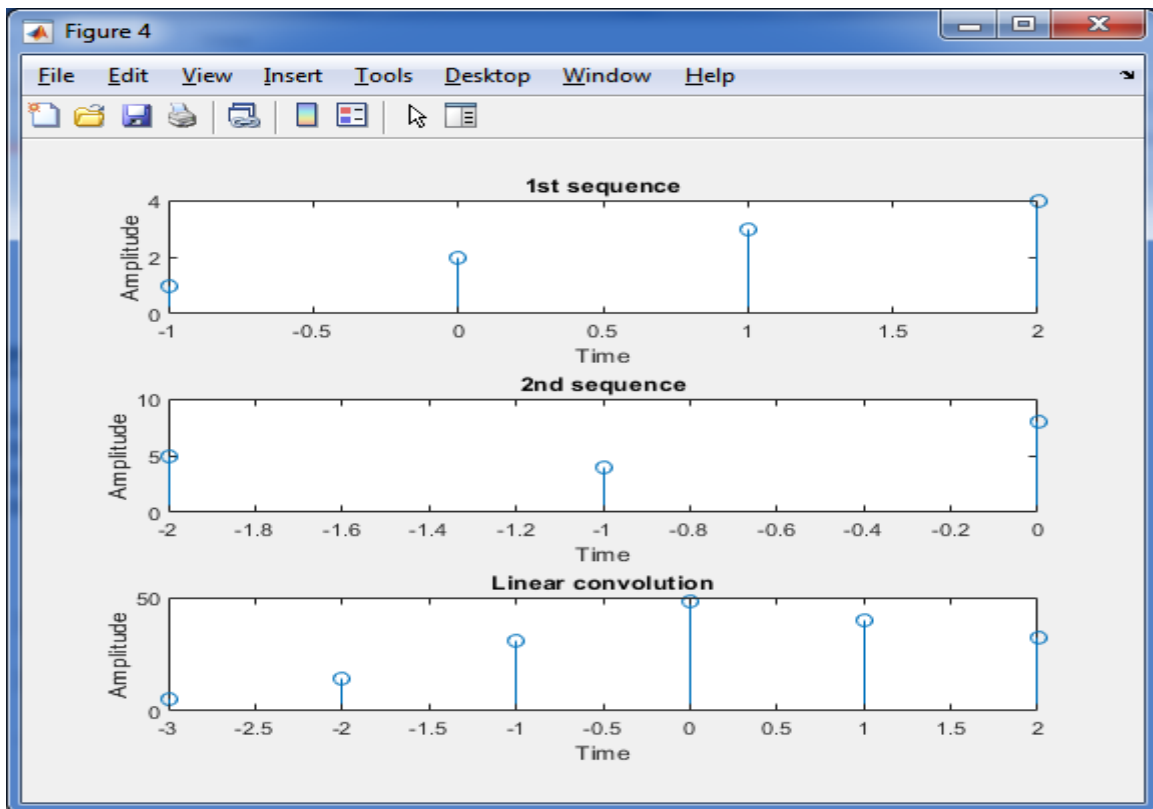 Figure 4
File Edit View Insert Tools Desktop Window Help
1st sequence
4
2
0
Amplitude
-1 -0.5 0 0.5 1 1.5 2
Time
2nd sequence
10
5
0
Amplitude
-2 -1.8 -1.6 -1.4 -1.2 -1 -0.8 -0.6 -0.4 -0.2 0
Time
Linear convolution
50
0
Amplitude
-3 -2.5 -2 -1.5 -1 -0.5 0 0.5 1 1.5 2
Time